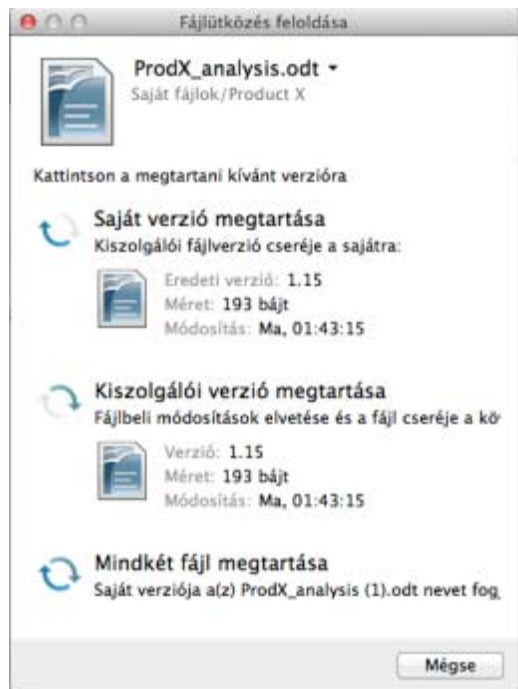 Fájlütközés feloldása
ProdX_analysis.odt
Saját fájlok/Product X
Kattintson a megtartani kívánt verzióra
Saját verzió megtartása
Kiszolgálói fájlverzió cseréje a sajátra:
Eredeti verzió: 1.15
Méret: 193 bájt
Módosítás: Ma, 01:43:15
Kiszolgálói verzió megtartása
Fájlbeli módosítások elvetése és a fájl cseréje a
Verzió: 1.15
Méret: 193 bájt
Módosítás: Ma, 01:43:15
Mindkét fájl megtartása
Saját verziója a(z) ProdX_analysis (1).odt nevet fog
Mégse